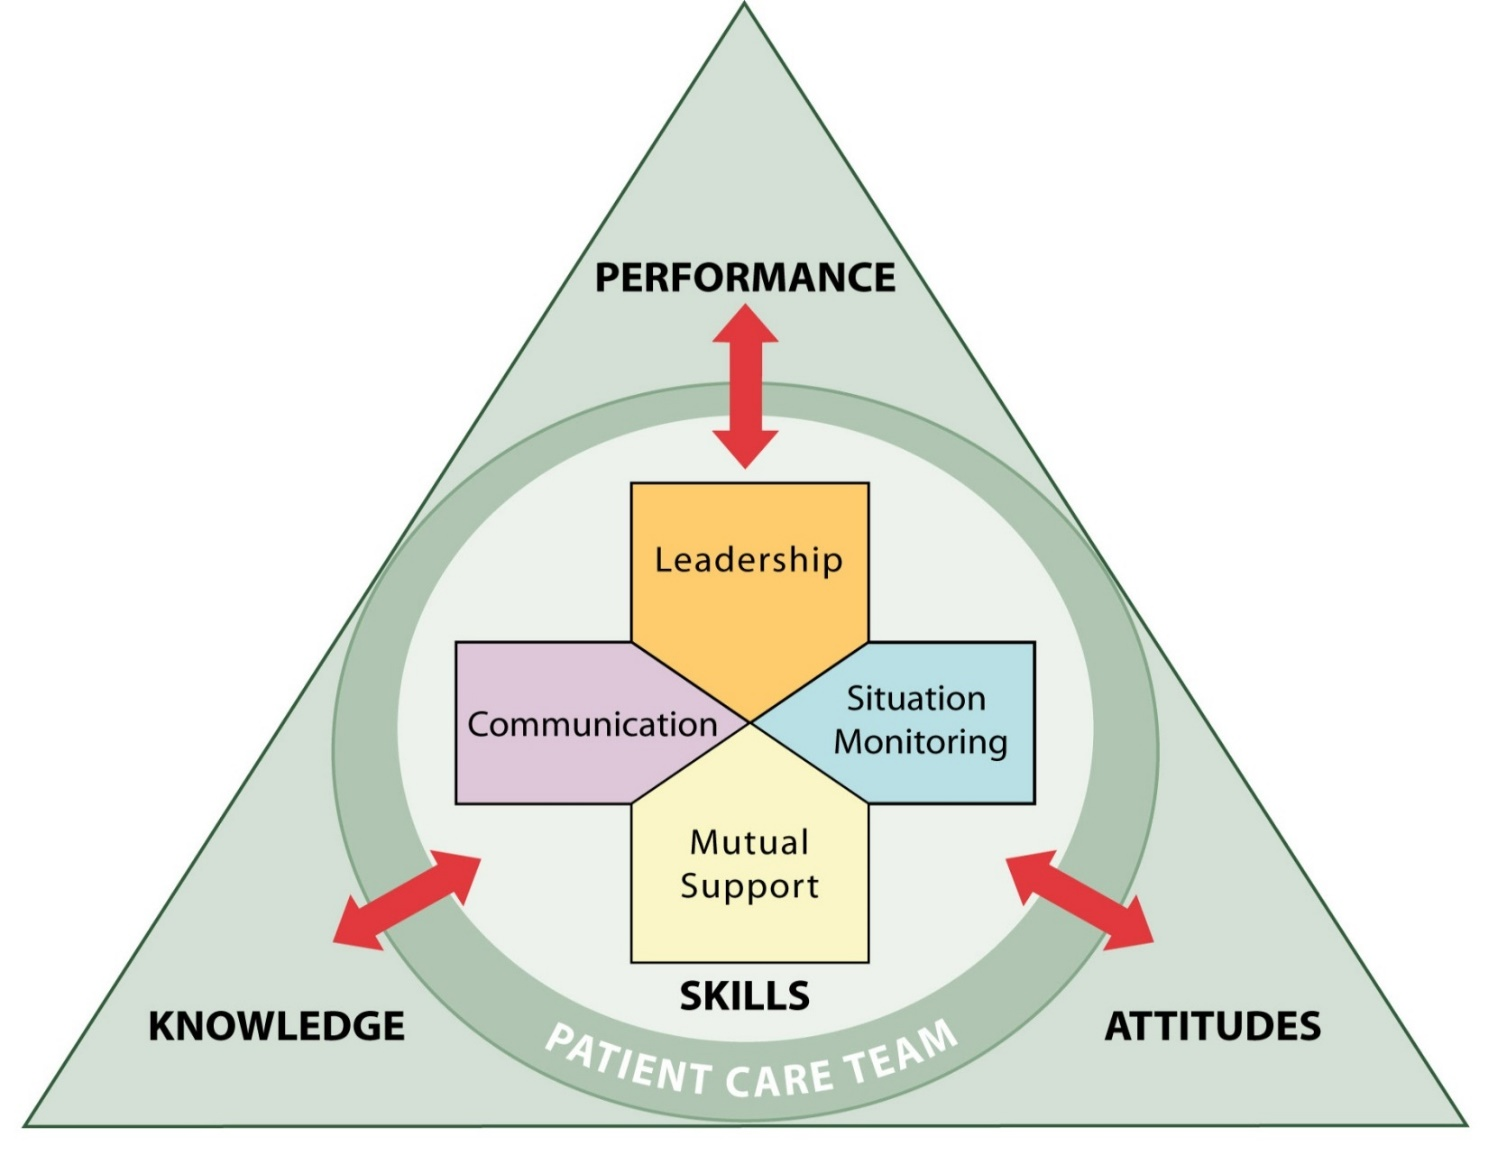 PERFORMANCE
Leadership
Communication
Situation
Monitoring
Mutual
Support
SKILLS
KNOWLEDGE
ATTITUDES
PATIENT CARE TEAM